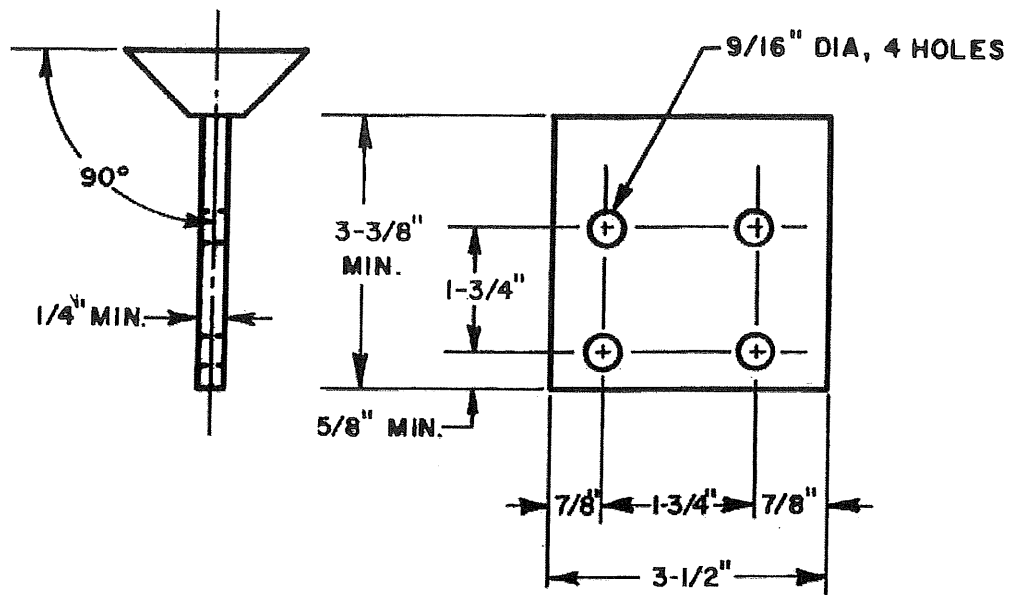 9/16" DIA, 4 HOLES
90°
3-3/8"
MIN.
1-3/4"
1/4" MIN.
5/8" MIN.
7/8"
1-3/4"
7/8"
3-1/2"